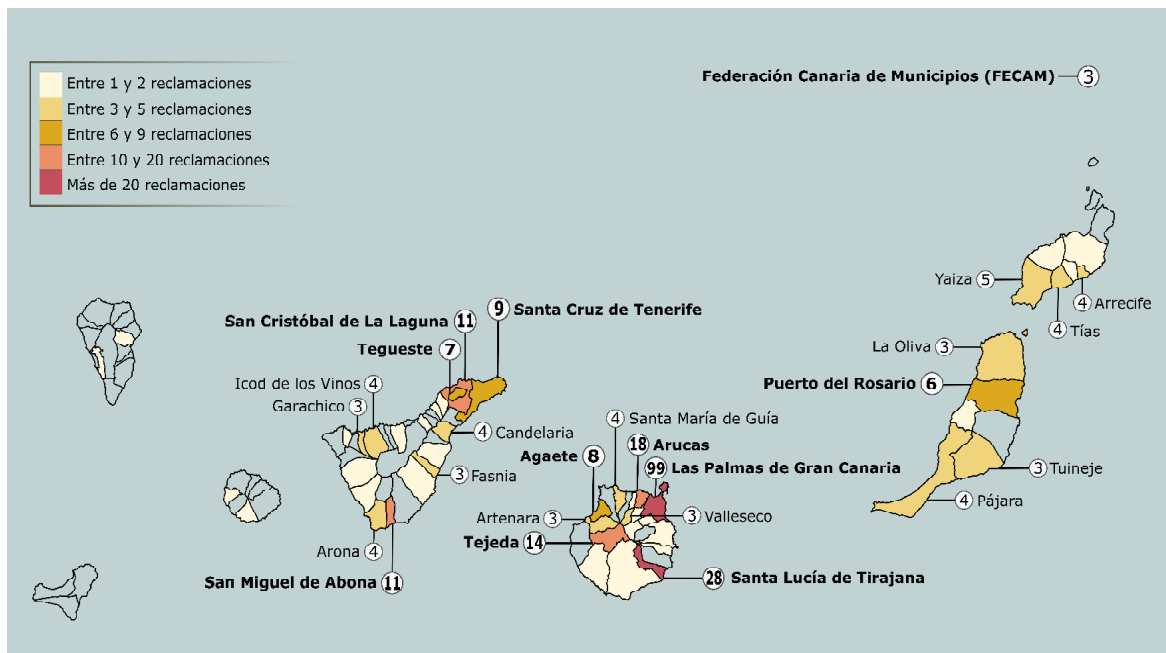 Federación Canaria de Municipios (FECAM) 3
Entre 1 y 2 reclamaciones
Entre 3 y 5 reclamaciones
Entre 6 y 9 reclamaciones
Entre 10 y 20 reclamaciones
Más de 20 reclamaciones
Yaiza 5
4 Arrecife
4 Tías
La Oliva 3
Puerto del Rosario 6
3 Tuineje
4 Pájara
9 Santa Cruz de Tenerife
San Cristóbal de La Laguna 11
Tegueste 7
Icod de los Vinos 4
Garachico 3
4 Candelaria
3 Fasnia
Arona 4
San Miguel de Abona 11
4 Santa María de Guía
18 Arucas
Agaete 8
99 Las Palmas de Gran Canaria
Artenara 3
3 Valleseco
Tejeda 14
28 Santa Lucía de Tirajana